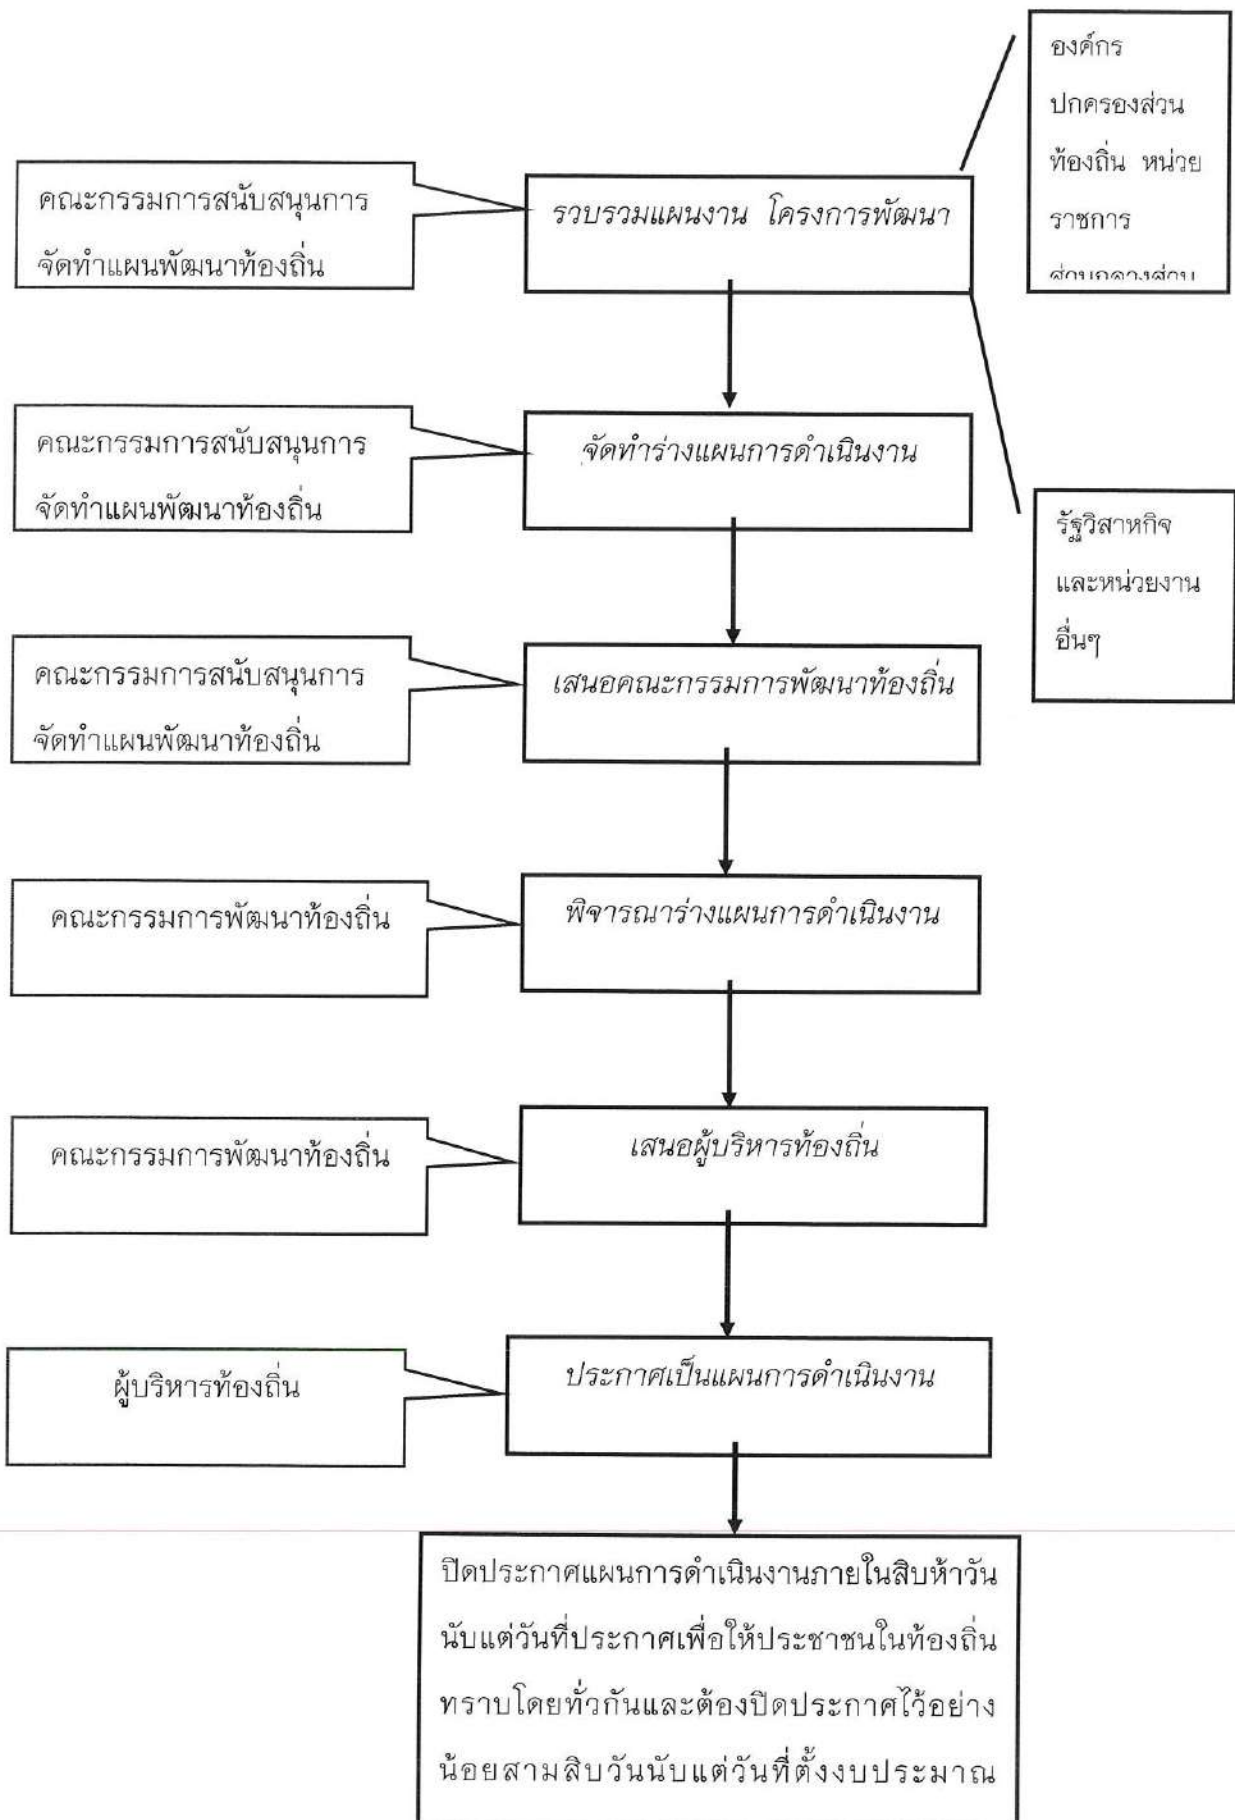 องค์กร
ปกครองส่วน
ท้องถิ่น หน่วย
ราชการ
ส่วนกลางส่วน
คณะกรรมการสนับสนุนการ
จัดทำแผนพัฒนาท้องถิ่น
รวบรวมแผนงาน โครงการพัฒนา
คณะกรรมการสนับสนุนการ
จัดทำแผนพัฒนาท้องถิ่น
จัดทำร่างแผนการดำเนินงาน
รัฐวิสาหกิจ
และหน่วยงาน
อื่นๆ
คณะกรรมการสนับสนุนการ
จัดทำแผนพัฒนาท้องถิ่น
เสนอคณะกรรมการพัฒนาท้องถิ่น
คณะกรรมการพัฒนาท้องถิ่น
พิจารณาร่างแผนการดำเนินงาน
คณะกรรมการพัฒนาท้องถิ่น
เสนอผู้บริหารท้องถิ่น
ผู้บริหารท้องถิ่น
ประกาศเป็นแผนการดำเนินงาน
ปิดประกาศแผนการดำเนินงานภายในสิบห้าวัน
นับแต่วันที่ประกาศเพื่อให้ประชาชนในท้องถิ่น
ทราบโดยทั่วกันและต้องปิดประกาศไว้อย่าง
น้อยสามสิบวันนับแต่วันที่ตั้งงบประมาณ